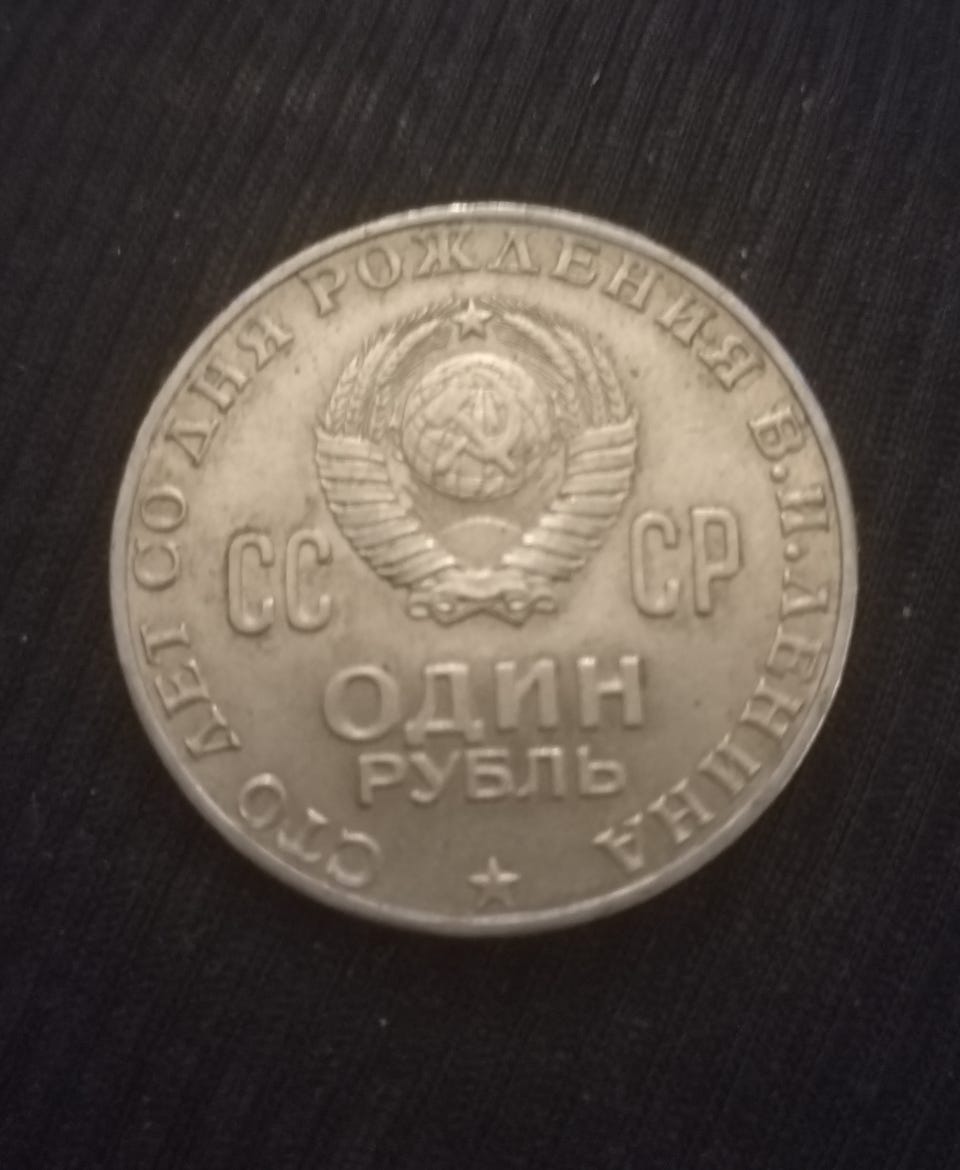 СТО ЛЕТ СО ДНЯ РОЖДЕНИЯ В.И.ЛЕНИНА
СС СР
ОДИН
РУБЛЬ